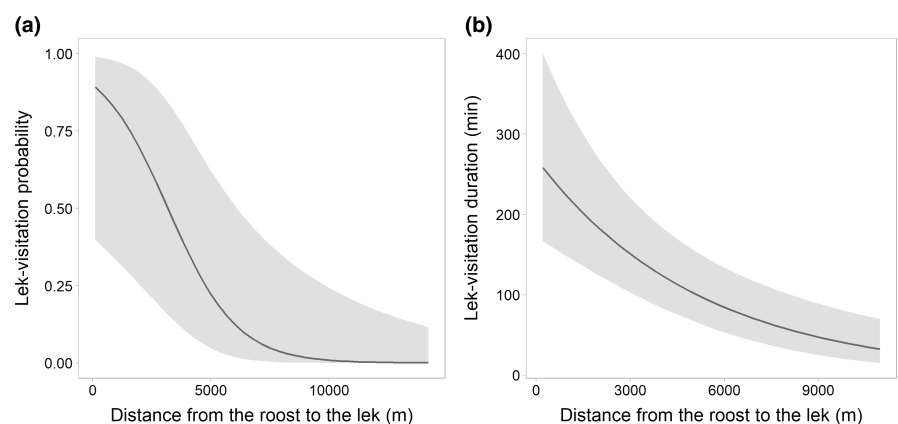 (a)
1.00
0.75
0.50
0.25
0.00
Lek-visitation probability
0
5000
10000
Distance from the roost to the lek (m)
(b)
400
300
200
100
0
Lek-visitation duration (min)
0
3000
6000
9000
Distance from the roost to the lek (m)